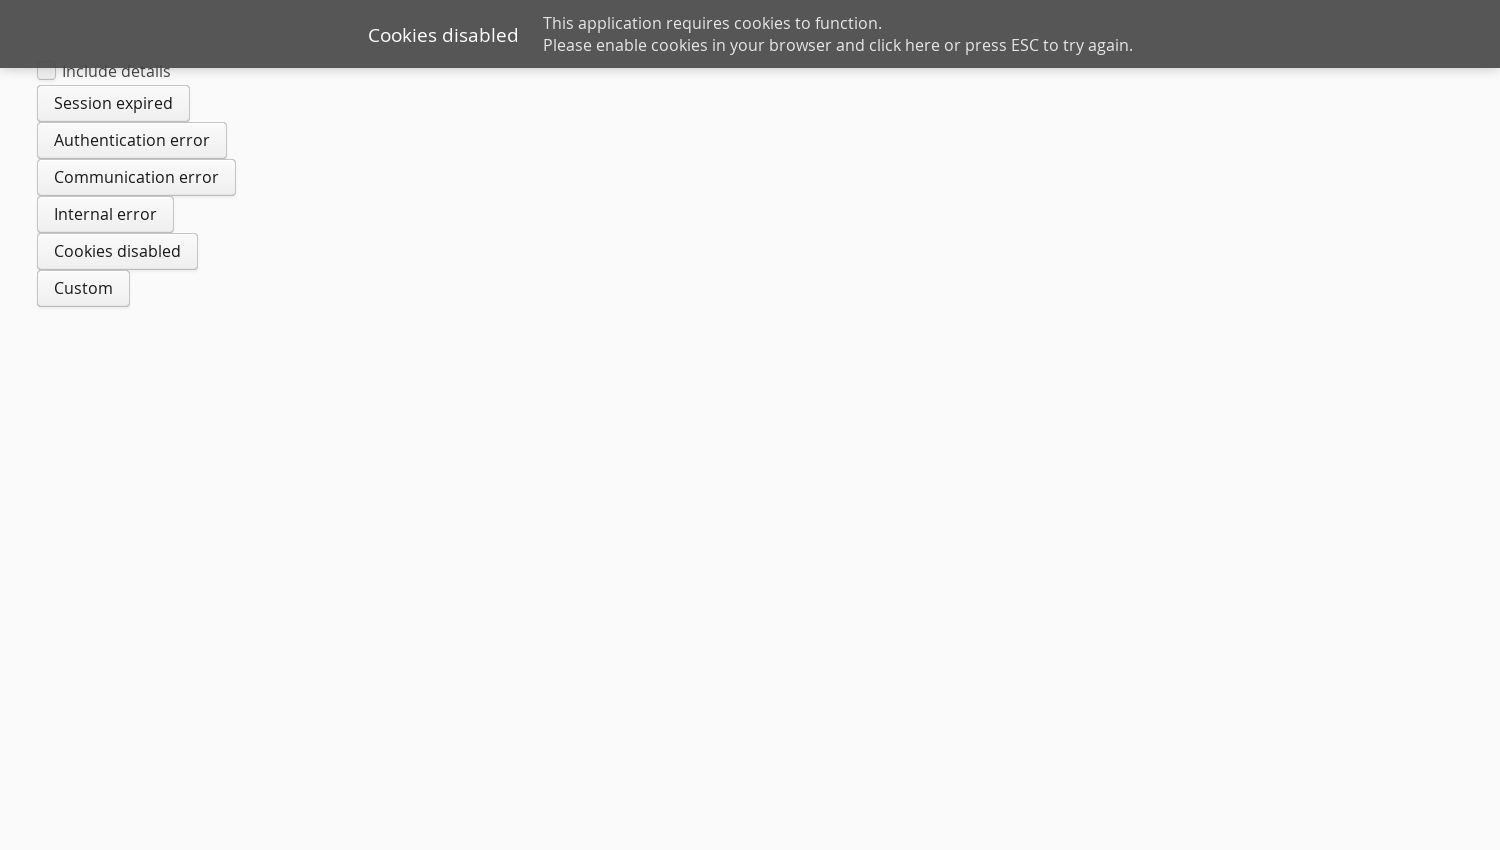 Cookies disabled
This application requires cookies to function.
Please enable cookies in your browser and click here or press ESC to try again.
Include details
Session expired
Authentication error
Communication error
Internal error
Cookies disabled
Custom